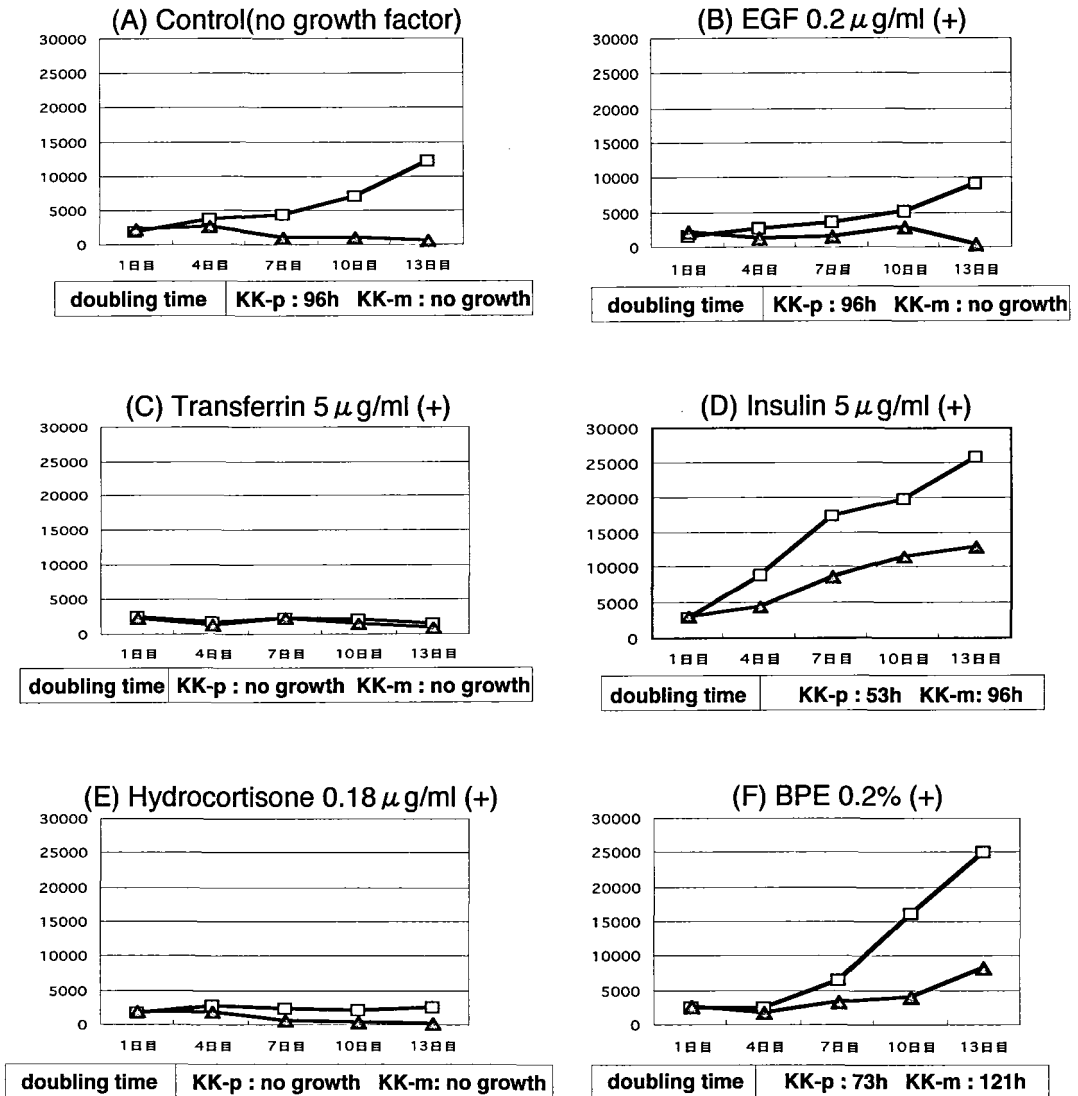 (A) Control(no growth factor)
30000
25000
20000
15000
10000
5000
0
1日目 4日目 7日目 10日目 13日目
doubling time KK-p : 96h KK-m : no growth
(B) EGF 0.2 μg/ml (+)
30000
25000
20000
15000
10000
5000
0
1日目 4日目 7日目 10日目 13日目
doubling time KK-p : 96h KK-m : no growth
(C) Transferrin 5 μg/ml (+)
30000
25000
20000
15000
10000
5000
0
1日目 4日目 7日目 10日目 13日目
doubling time KK-p : no growth KK-m : no growth
(D) Insulin 5 μg/ml (+)
30000
25000
20000
15000
10000
5000
0
1日目 4日目 7日目 10日目 13日目
doubling time KK-p : 53h KK-m: 96h
(E) Hydrocortisone 0.18 μg/ml (+)
30000
25000
20000
15000
10000
5000
0
1日目 4日目 7日目 10日目 13日目
doubling time KK-p : no growth KK-m: no growth
(F) BPE 0.2% (+)
30000
25000
20000
15000
10000
5000
0
1日目 4日目 7日目 10日目 13日目
doubling time KK-p : 73h KK-m : 121h